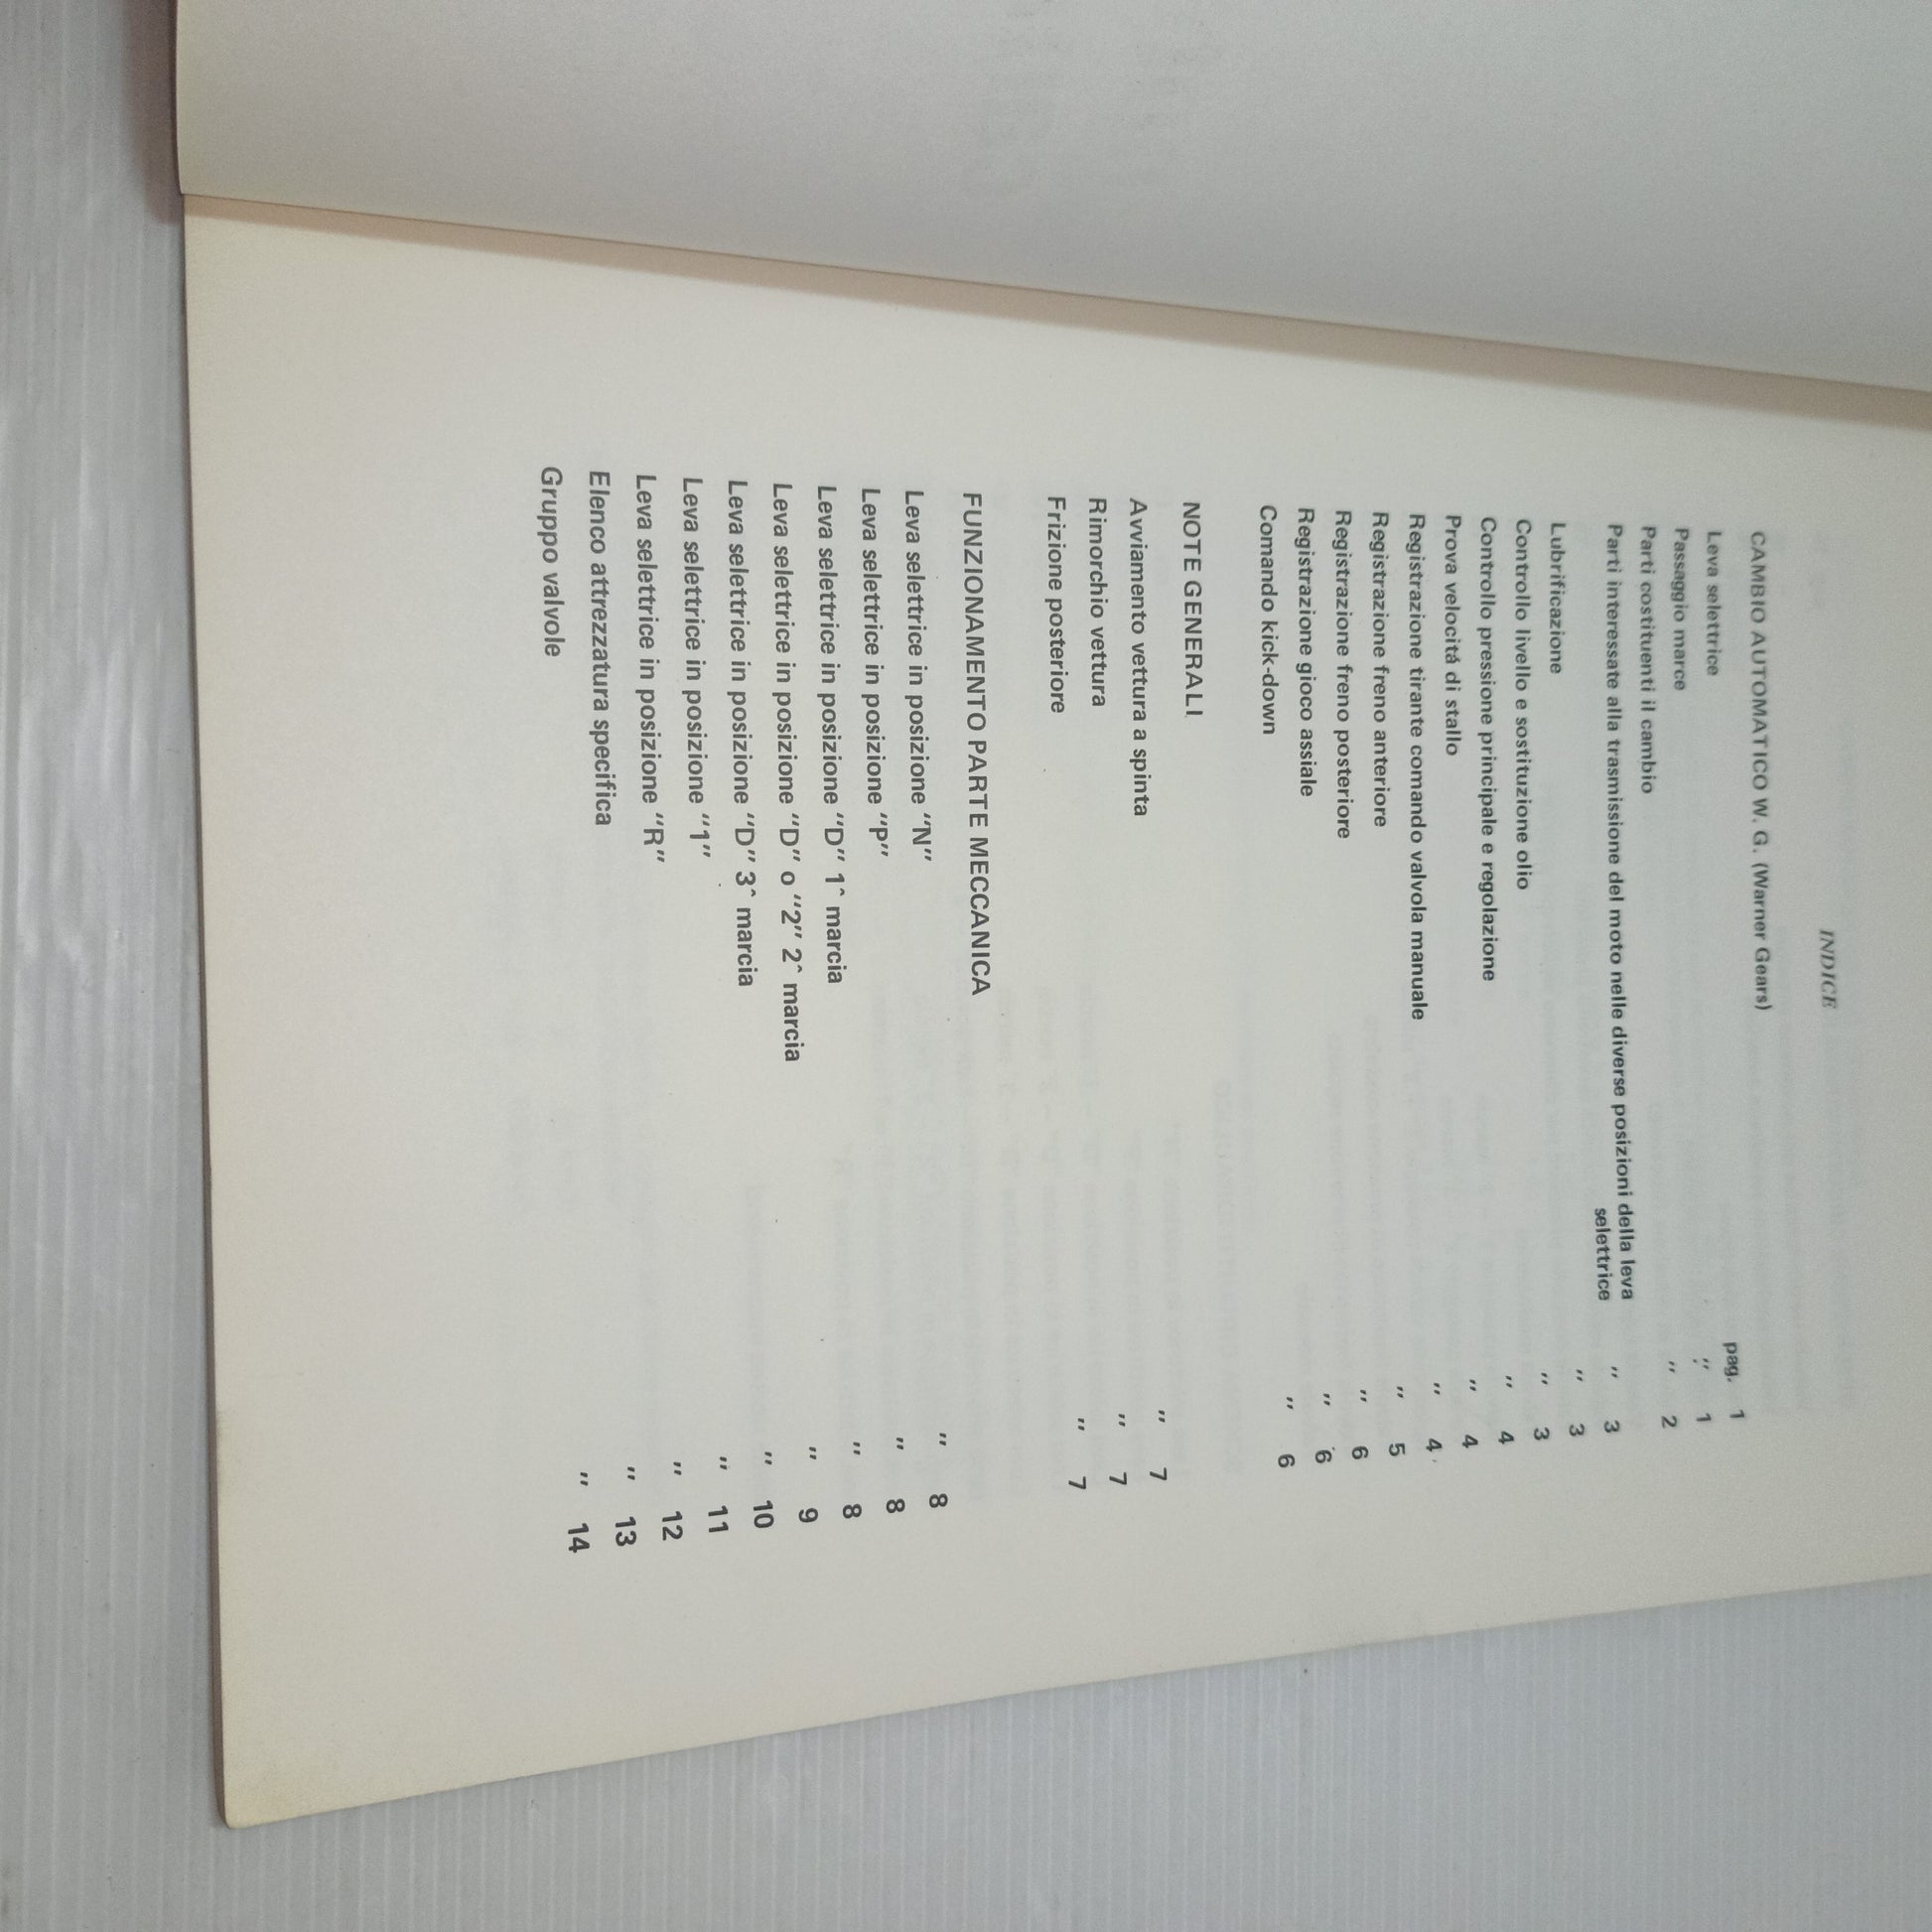 INDICE
CAMBIO AUTOMATICO W. G. (Warner Gears)
Leva selettrice pag. 1
Passaggio marce ,, 1
Parti costituenti il cambio ,, 2
Parti interessate alla trasmissione del moto nelle diverse posizioni della leva
selettrice ,, 3
Lubrificazione ,, 3
Controllo livello e sostituzione olio ,, 3
Controllo pressione principale e regolazione ,, 4
Prova velocitá di stallo ,, 4
Registrazione tirante comando valvola manuale ,, 4
Registrazione freno anteriore ,, 5
Registrazione freno posteriore ,, 6
Registrazione gioco assiale ,, 6
Comando kick-down ,, 6
NOTE GENERALI
Avviamento vettura a spinta ,, 7
Rimorchio vettura ,, 7
Frizione posteriore ,, 7
FUNZIONAMENTO PARTE MECCANICA
Leva selettrice in posizione “N” ,, 8
Leva selettrice in posizione “P” ,, 8
Leva selettrice in posizione “D” 1ˆ marcia ,, 8
Leva selettrice in posizione “D” o “2” 2ˆ marcia ,, 9
Leva selettrice in posizione “D” 3ˆ marcia ,, 10
Leva selettrice in posizione “1” ,, 11
Leva selettrice in posizione “R” ,, 12
Elenco attrezzatura specifica ,, 13
Gruppo valvole ,, 14